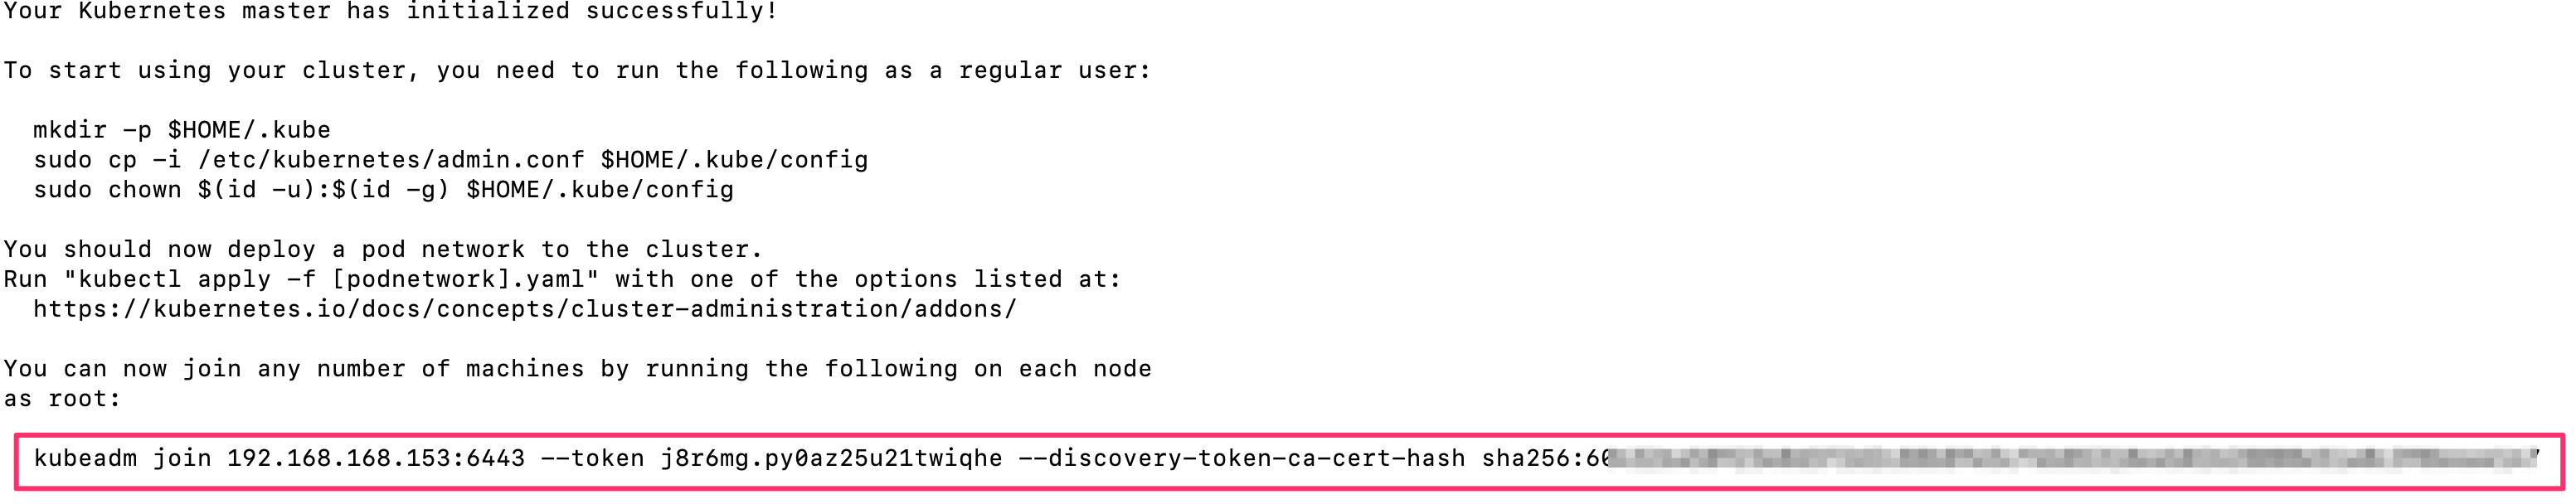 Your Kubernetes master has initialized successfully!
To start using your cluster, you need to run the following as a regular user:
mkdir -p $HOME/.kube
sudo cp -i /etc/kubernetes/admin.conf $HOME/.kube/config
sudo chown $(id -u):$(id -g) $HOME/.kube/config
You should now deploy a pod network to the cluster.
Run "kubectl apply -f [podnetwork].yaml" with one of the options listed at:
https://kubernetes.io/docs/concepts/cluster-administration/addons/
You can now join any number of machines by running the following on each node
as root:
kubeadm join 192.168.168.153:6443 --token j8r6mg.py0az25u21twiqhe --discovery-token-ca-cert-hash sha256:6